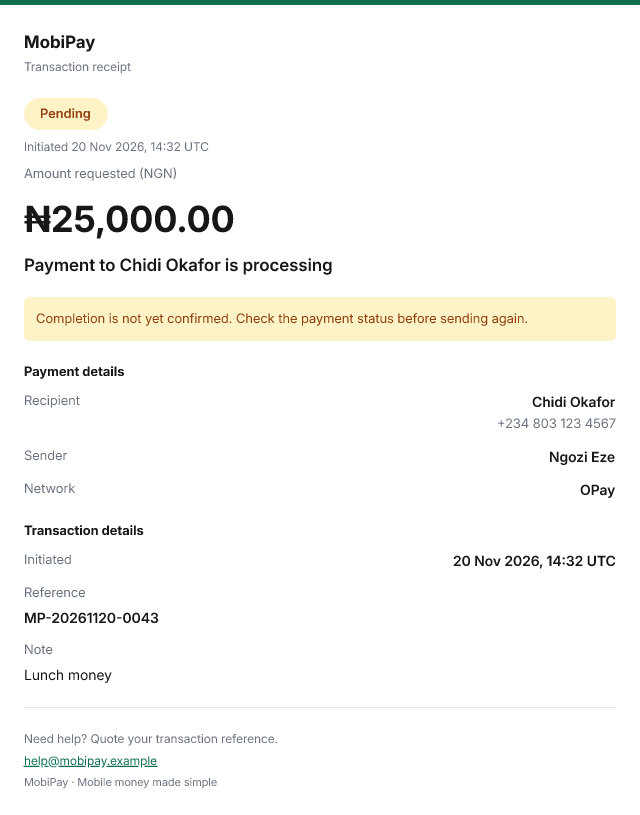 MobiPay
Transaction receipt
Pending
Initiated 20 Nov 2026, 14:32 UTC
Amount requested (NGN)
₦25,000.00
Payment to Chidi Okafor is processing
Completion is not yet confirmed. Check the payment status before sending again.
Payment details
Recipient
Chidi Okafor
+234 803 123 4567
Sender
Ngozi Eze
Network
OPay
Transaction details
Initiated
20 Nov 2026, 14:32 UTC
Reference
MP-20261120-0043
Note
Lunch money
Need help? Quote your transaction reference.
help@mobipay.example
MobiPay · Mobile money made simple